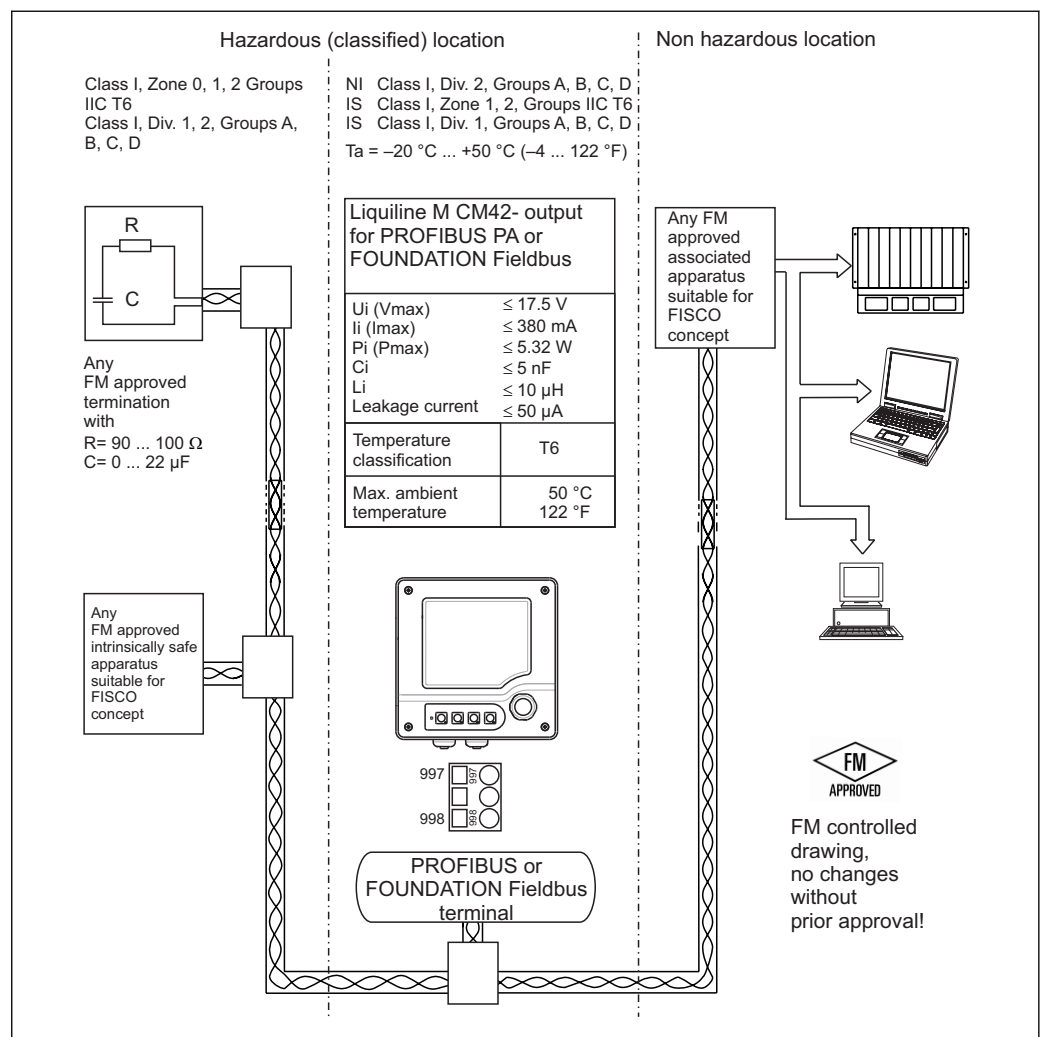 Hazardous (classified) location
Non hazardous location
Class I, Zone 0, 1, 2 Groups
IIC T6
Class I, Div. 1, 2, Groups A,
B, C, D
NI Class I, Div. 2, Groups A, B, C, D
IS Class I, Zone 1, 2, Groups IIC T6
IS Class I, Div. 1, Groups A, B, C, D
Ta = –20 °C ... +50 °C (–4 ... 122 °F)
R
C
Any
FM approved
termination
with
R= 90 ... 100 Ω
C= 0 ... 22 µF
Liquiline M CM42- output
for PROFIBUS PA or
FOUNDATION Fieldbus
Ui (Vmax) ≤ 17.5 V
Ii (Imax) ≤ 380 mA
Pi (Pmax) ≤ 5.32 W
Ci ≤ 5 nF
Li ≤ 10 µH
Leakage current ≤ 50 µA
Temperature
classification
T6
Max. ambient
temperature
50 °C
122 °F
Any FM
approved
associated
apparatus
suitable for
FISCO
concept
Any
FM approved
intrinsically safe
apparatus
suitable for
FISCO
concept
997
997
998
998
PROFIBUS or
FOUNDATION Fieldbus
terminal
FM
APPROVED
FM controlled
drawing,
no changes
without
prior approval!